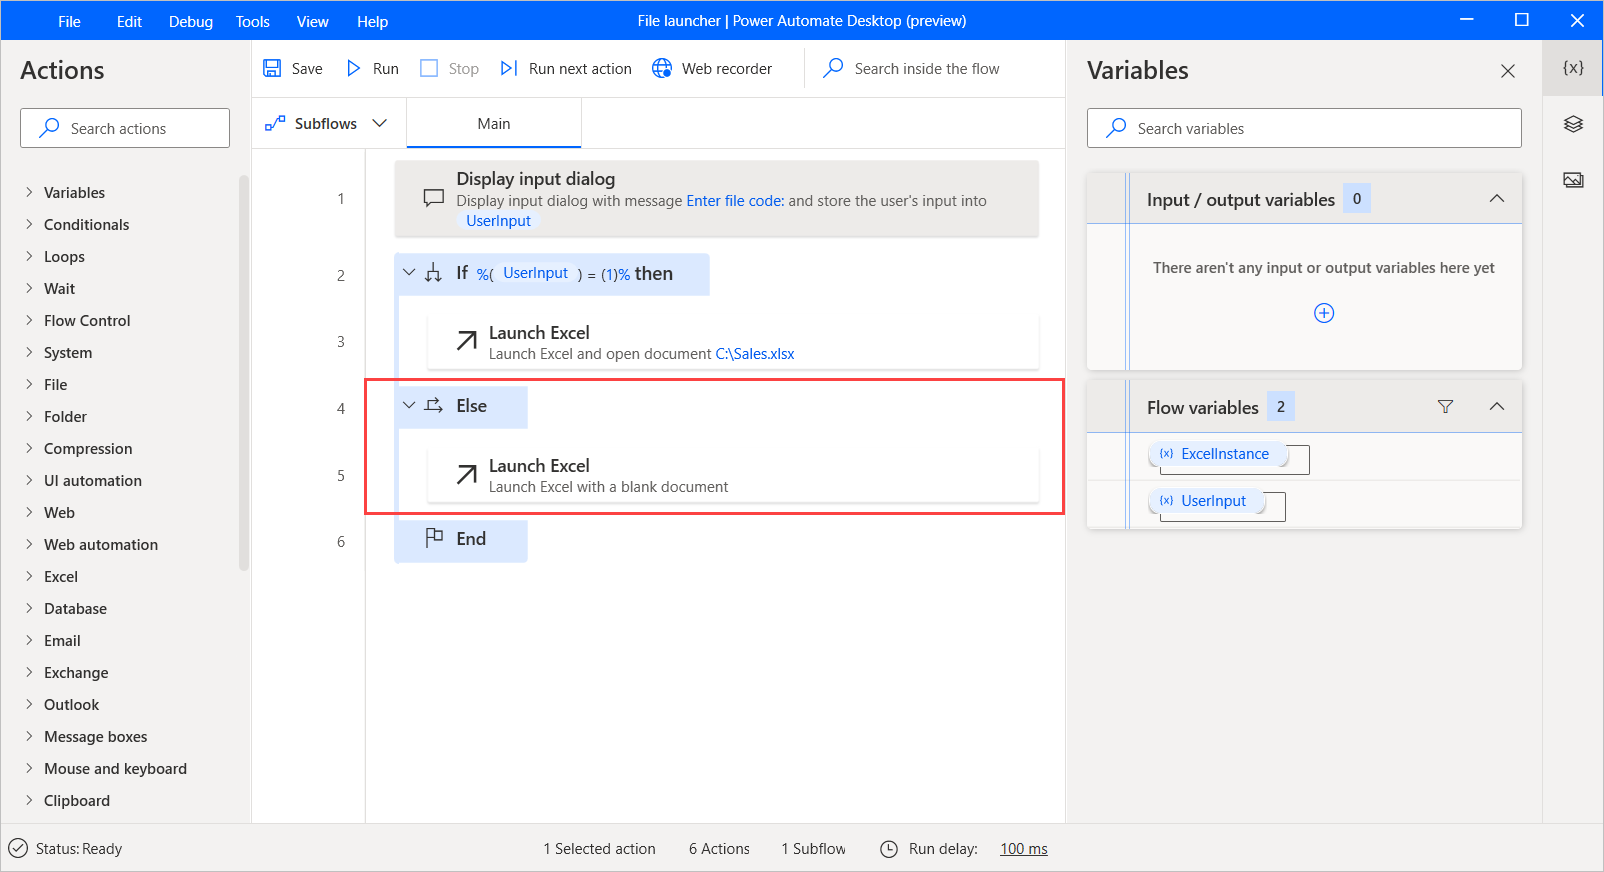 File Edit Debug Tools View Help File launcher | Power Automate Desktop (preview)
Actions
Search actions
Variables
Conditionals
Loops
Wait
Flow Control
System
File
Folder
Compression
UI automation
Web
Web automation
Excel
Database
Email
Exchange
Outlook
Message boxes
Mouse and keyboard
Clipboard
Save Run Stop Run next action Web recorder Search inside the flow
Subflows Main
1 Display input dialog
Display input dialog with message Enter file code: and store the user's input into
UserInput
2 If %( UserInput ) = (1)% then
3 Launch Excel
Launch Excel and open document C:\Sales.xlsx
4 Else
5 Launch Excel
Launch Excel with a blank document
6 End
Variables
{x}
Search variables
Input / output variables 0
There aren't any input or output variables here yet
Flow variables 2
{x} ExcelInstance
{x} UserInput
Status: Ready 1 Selected action 6 Actions 1 Subflow Run delay: 100 ms